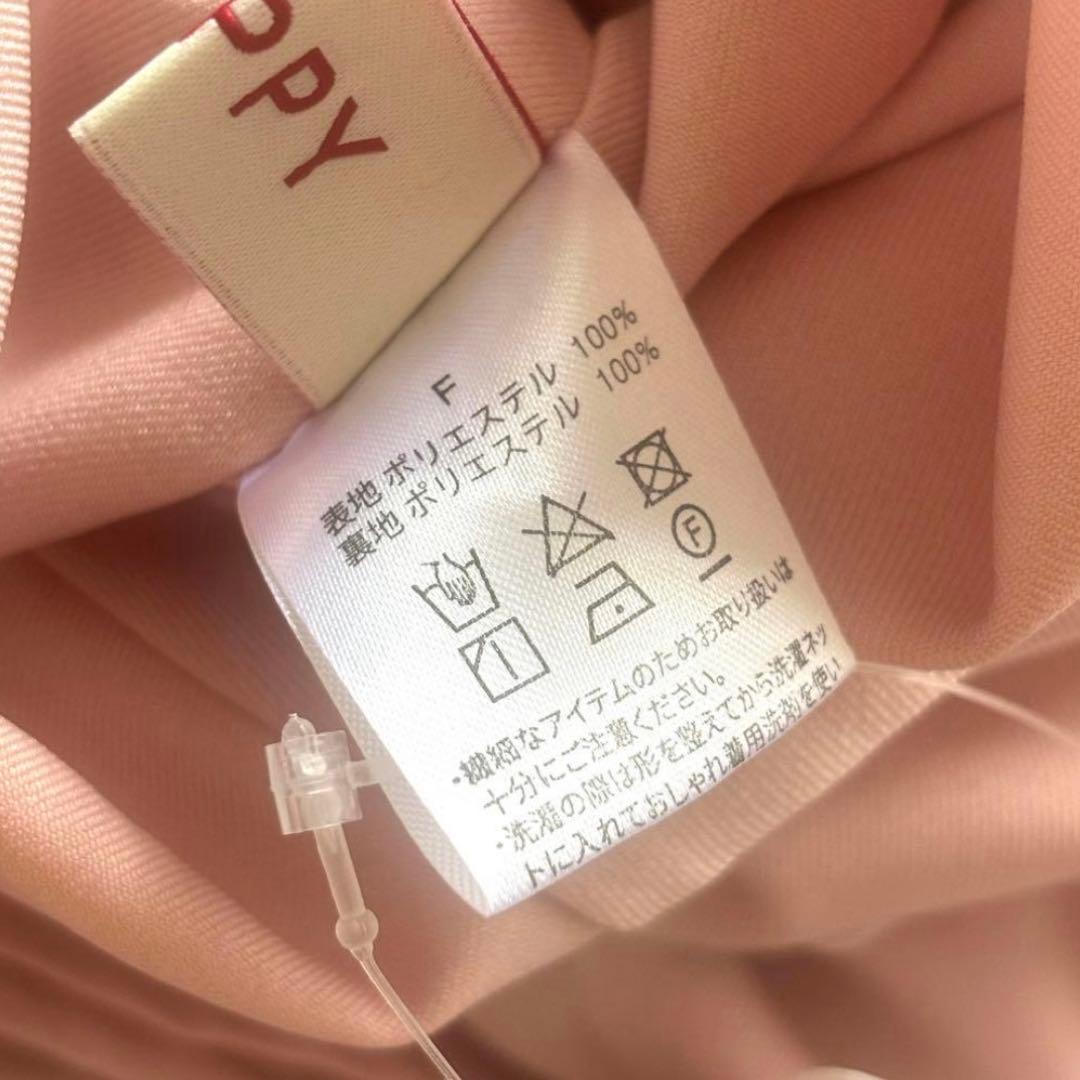 PPY
F
表地 ポリエステル 100%
裏地 ポリエステル 100%
F
・繊細なアイテムのためお取り扱いは
十分にご注意ください。
・洗濯の際は形を整えてから洗濯ネッ
トに入れておしゃれ着用洗剤を使い